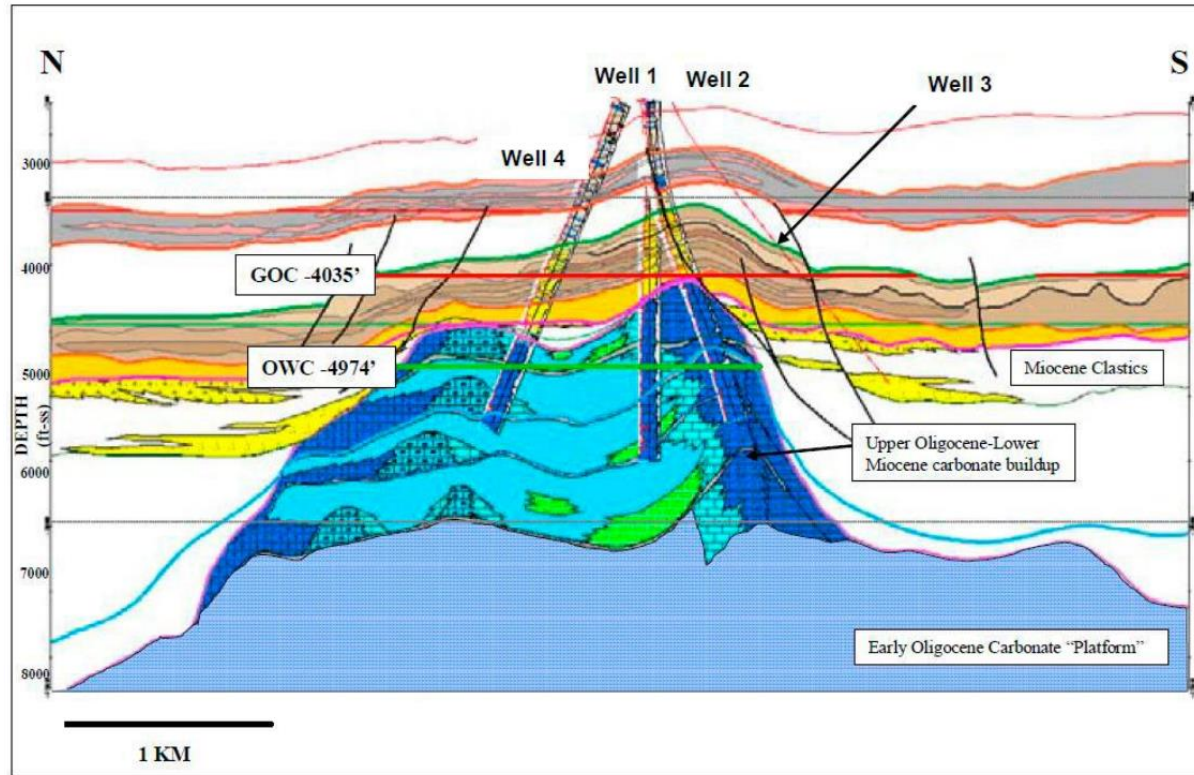 N
S
Well 1
Well 2
Well 3
Well 4
3000
4000
GOC -4035’
OWC -4974’
5000
DEPTH
(ft-ss)
Miocene Clastics
Upper Oligocene-Lower
Miocene carbonate buildup
6000
7000
Early Oligocene Carbonate “Platform”
8000
1 KM